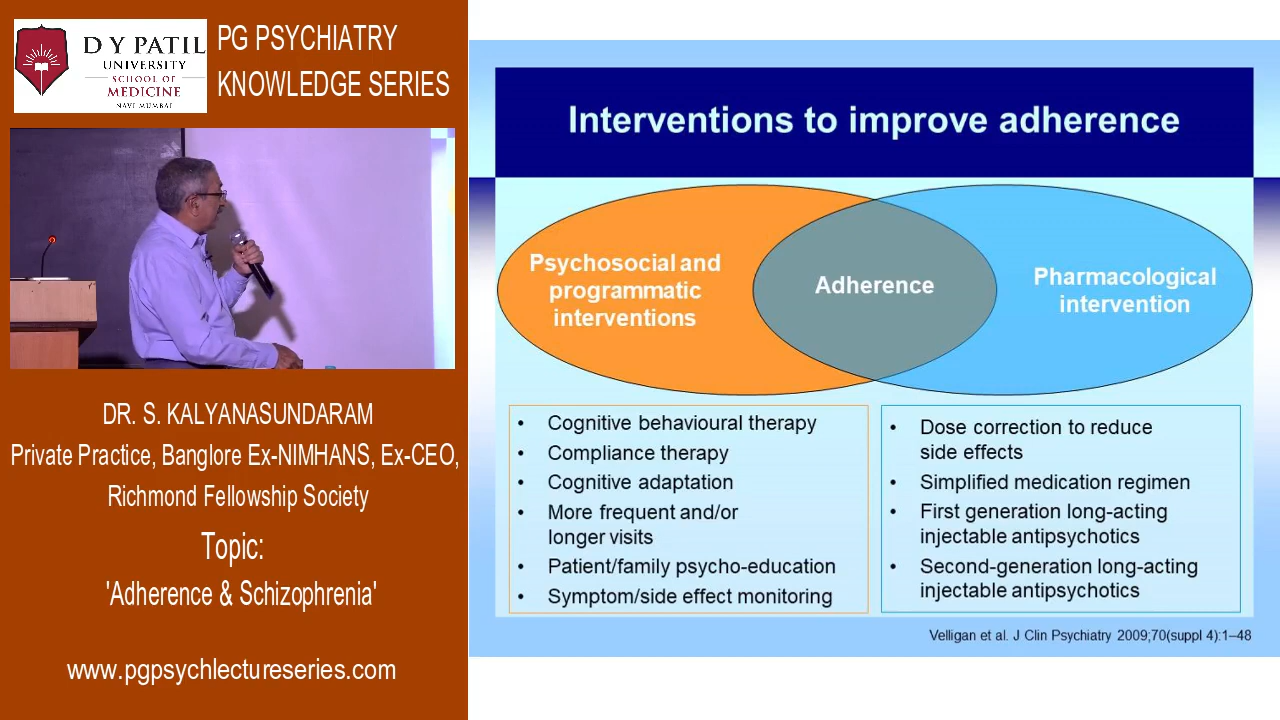 D Y PATIL
UNIVERSITY
SCHOOL OF
MEDICINE
NAVI MUMBAI
PG PSYCHIATRY
KNOWLEDGE SERIES
DR. S. KALYANASUNDARAM
Private Practice, Banglore Ex-NIMHANS, Ex-CEO,
Richmond Fellowship Society
Topic:
'Adherence & Schizophrenia'
www.pgpsychlectureseries.com
Interventions to improve adherence
Psychosocial and
programmatic
interventions
Adherence
Pharmacological
intervention
• Cognitive behavioural therapy
• Compliance therapy
• Cognitive adaptation
• More frequent and/or
longer visits
• Patient/family psycho-education
• Symptom/side effect monitoring
• Dose correction to reduce
side effects
• Simplified medication regimen
• First generation long-acting
injectable antipsychotics
• Second-generation long-acting
injectable antipsychotics
Velligan et al. J Clin Psychiatry 2009;70(suppl 4):1–48